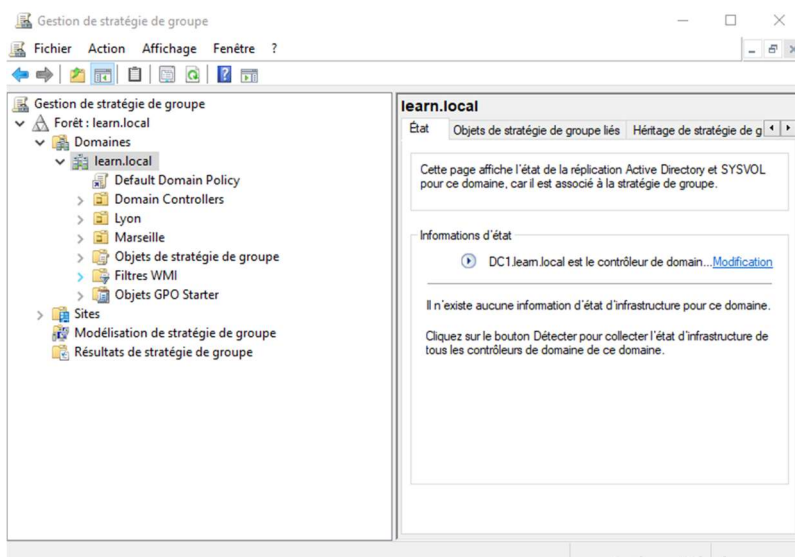 Gestion de stratégie de groupe
Fichier Action Affichage Fenêtre ?
Gestion de stratégie de groupe
Forêt : learn.local
Domaines
learn.local
Default Domain Policy
Domain Controllers
Lyon
Marseille
Objets de stratégie de groupe
Filtres WMI
Objets GPO Starter
Sites
Modélisation de stratégie de groupe
Résultats de stratégie de groupe
learn.local
État Objets de stratégie de groupe liés Héritage de stratégie de g
Cette page affiche l'état de la réplication Active Directory et SYSVOL
pour ce domaine, car il est associé à la stratégie de groupe.
Informations d'état
DC1.learn.local est le contrôleur de domain... Modification
Il n'existe aucune information d'état d'infrastructure pour ce domaine.
Cliquez sur le bouton Détecter pour collecter l'état d'infrastructure de
tous les contrôleurs de domaine de ce domaine.